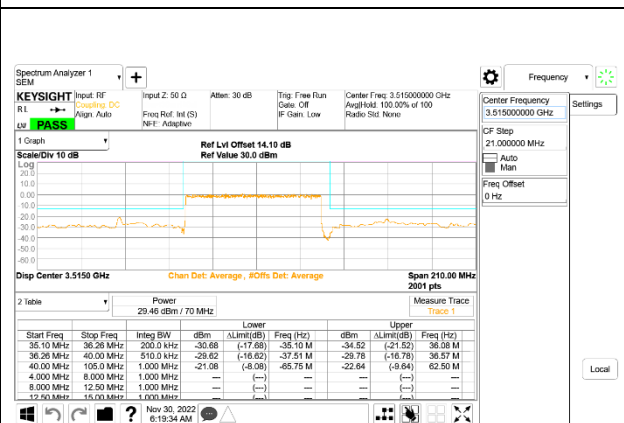 Spectrum Analyzer 1
SEM
Frequency
KEYSIGHT Input: RF Input Z: 50 Ω Atten: 30 dB Trig: Free Run Center Freq: 3.515000000 GHz
R L Coupling: DC Gate: Off Avg|Hold: 100.00% of 100
Align: Auto Freq Ref: Int (S) IF Gain: Low Radio Std: None
PASS NFE: Adaptive
Center Frequency
3.515000000 GHz
Settings
CF Step
21.000000 MHz
Auto
Man
Freq Offset
0 Hz
1 Graph
Ref Lvl Offset 14.10 dB
Scale/Div 10 dB Ref Value 30.0 dBm
Log
20.0
10.0
0.00
-10.0
-20.0
-30.0
-40.0
-50.0
-60.0
Disp Center 3.5150 GHz Chan Det: Average , #Offs Det: Average Span 210.00 MHz
2001 pts
2 Table Power Measure Trace
29.46 dBm / 70 MHz Trace 1
Lower Upper
Start Freq Stop Freq Integ BW dBm ΔLimit(dB) Freq (Hz) dBm ΔLimit(dB) Freq (Hz)
35.10 MHz 36.26 MHz 200.0 kHz -30.68 (-17.68) -35.10 M -34.52 (-21.52) 36.08 M
36.26 MHz 40.00 MHz 510.0 kHz -29.62 (-16.62) -37.51 M -29.78 (-16.78) 36.57 M
40.00 MHz 105.0 MHz 1.000 MHz -21.08 (-8.08) -65.75 M -22.64 (-9.64) 62.50 M
4.000 MHz 8.000 MHz 1.000 MHz --- (---) --- --- (---) ---
8.000 MHz 12.50 MHz 1.000 MHz --- (---) --- --- (---) ---
12.50 MHz 15.00 MHz 1.000 MHz --- (---) --- --- (---) ---
Local
? Nov 30, 2022
6:19:34 AM